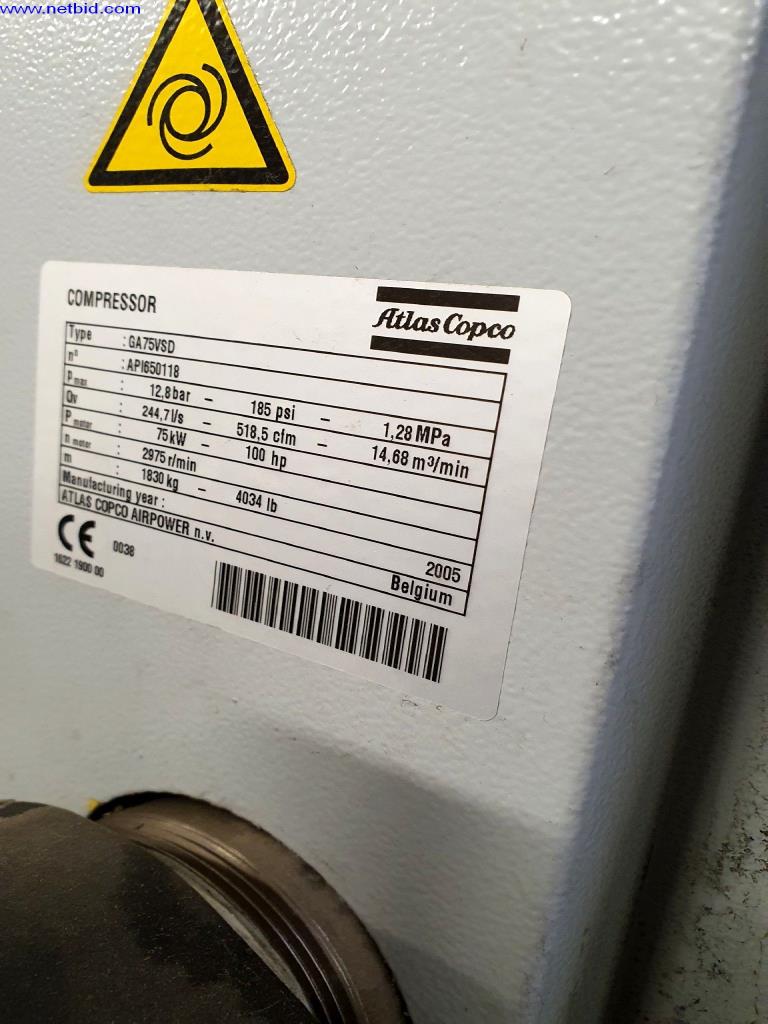 www.netbid.com
COMPRESSOR
Atlas Copco
Type : GA75VSD
n° : API650118
Pmax : 12,8 bar – 185 psi – 1,28 MPa
Qv : 244,7 l/s – 518,5 cfm – 14,68 m³/min
P motor : 75 kW – 100 hp
n motor : 2975 r/min
m : 1830 kg – 4034 lb
Manufacturing year : 2005
ATLAS COPCO AIRPOWER n.v. Belgium
CE 0038
1622 1900 00